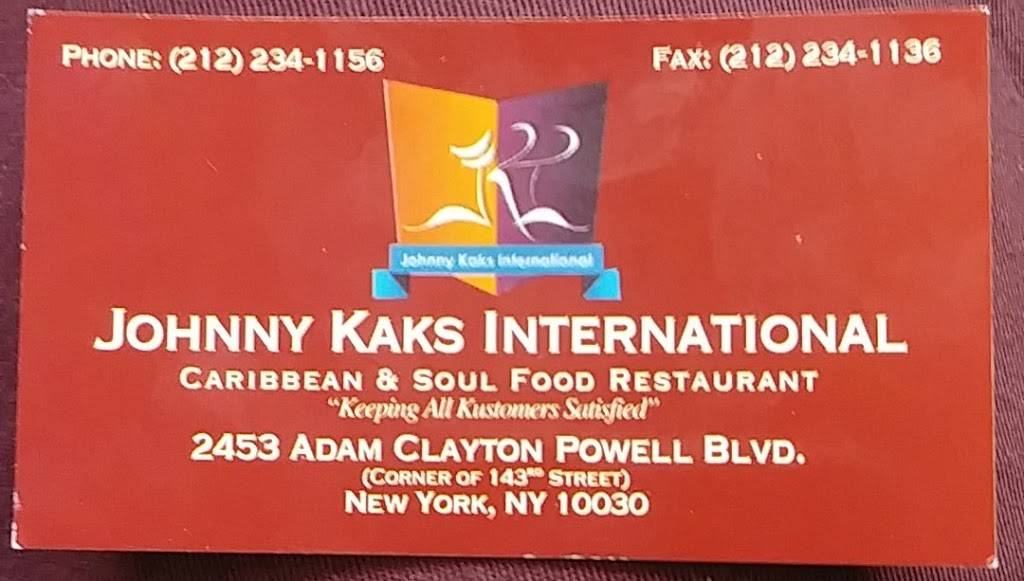 PHONE: (212) 234-1156
FAX: (212) 234-1136
Johnny Kaks International
JOHNNY KAKS INTERNATIONAL
CARIBBEAN & SOUL FOOD RESTAURANT
"Keeping All Kustomers Satisfied"
2453 ADAM CLAYTON POWELL BLVD.
(CORNER OF 143RD STREET)
NEW YORK, NY 10030